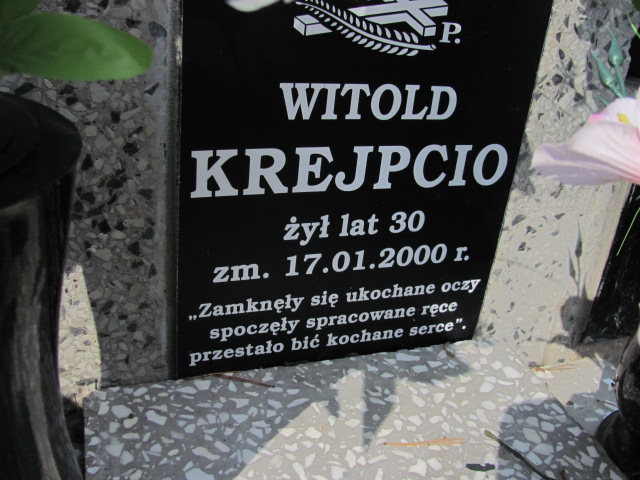 P.
WITOLD
KREJPCIO
żył lat 30
zm. 17.01.2000 r.
„Zamknęły się ukochane oczy
spoczęły spracowane ręce
przestało bić kochane serce”.